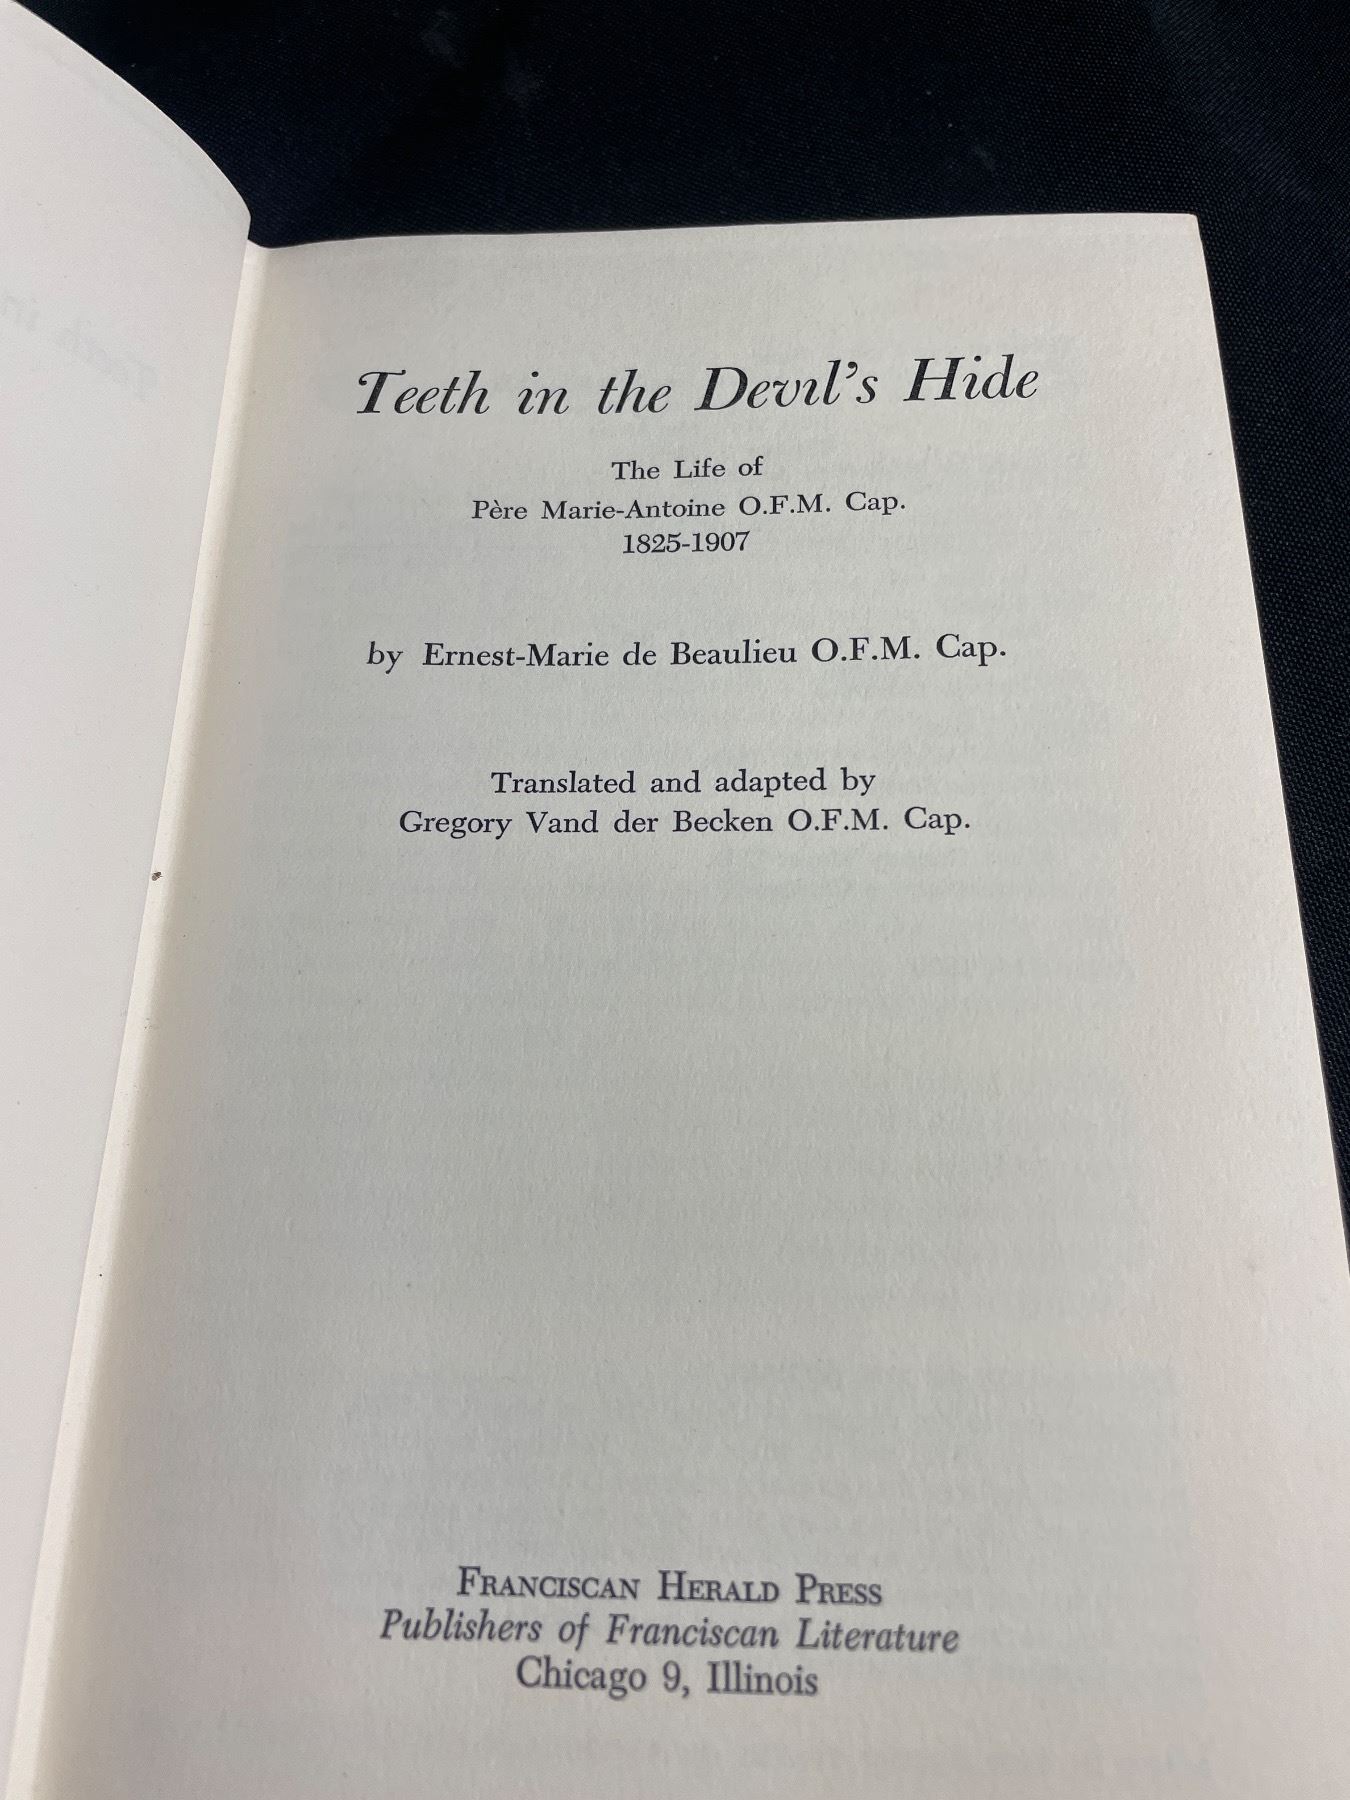 Teeth in the Devil's Hide
The Life of
Père Marie-Antoine O.F.M. Cap.
1825-1907
by Ernest-Marie de Beaulieu O.F.M. Cap.
Translated and adapted by
Gregory Vand der Becken O.F.M. Cap.
FRANCISCAN HERALD PRESS
Publishers of Franciscan Literature
Chicago 9, Illinois